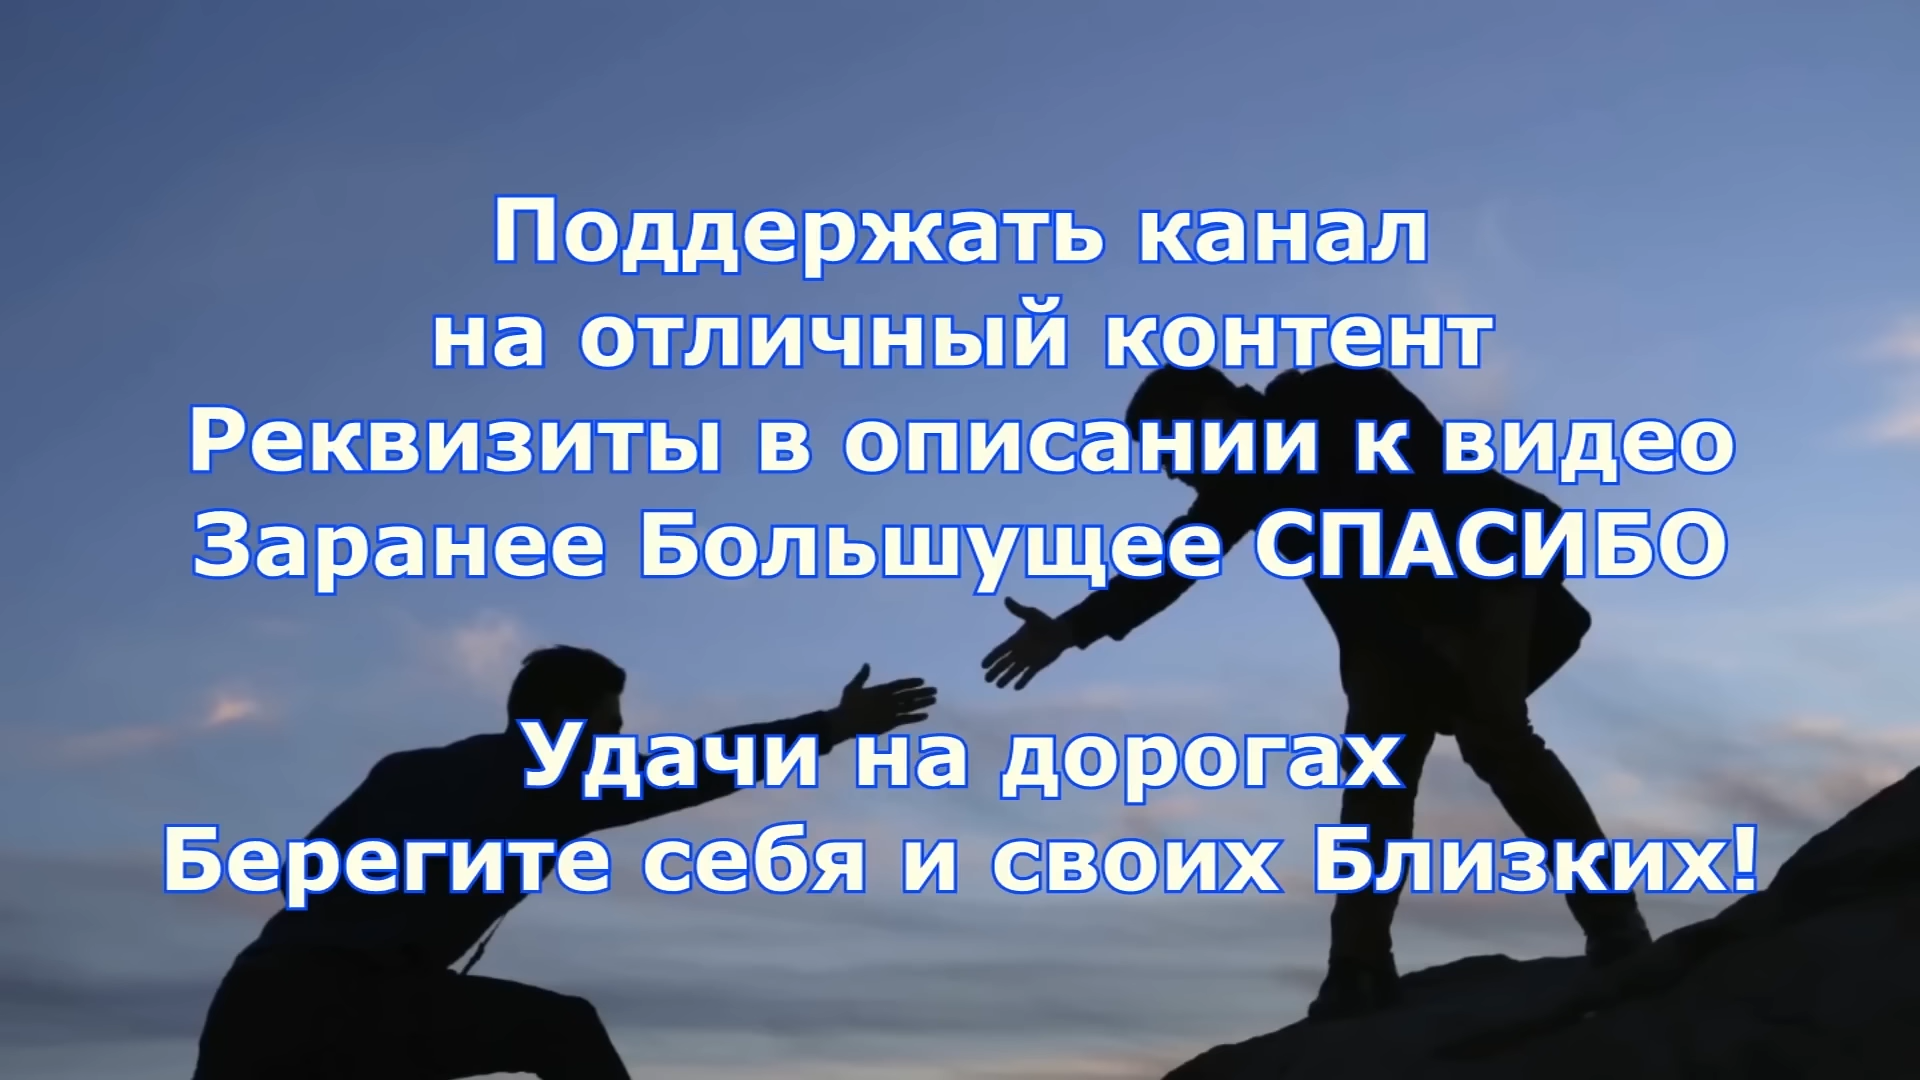 Поддержать канал
на отличный контент
Реквизиты в описании к видео
Заранее Большущее СПАСИБО
Удачи на дорогах
Берегите себя и своих Близких!